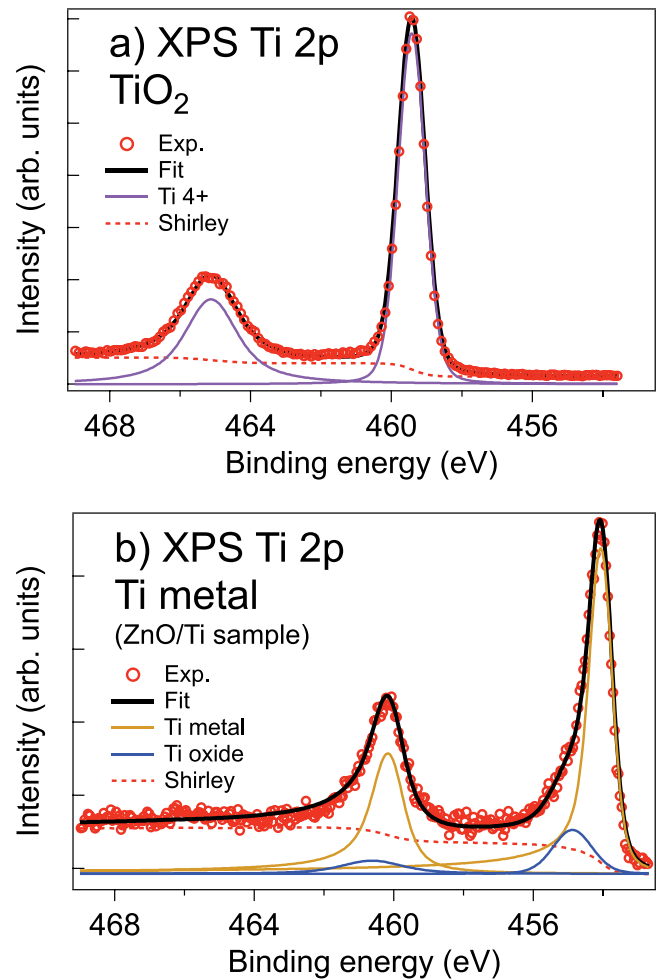 a) XPS Ti 2p
TiO₂
Exp.
Fit
Ti 4+
Shirley
Intensity (arb. units)
468 464 460 456
Binding energy (eV)
b) XPS Ti 2p
Ti metal
(ZnO/Ti sample)
Exp.
Fit
Ti metal
Ti oxide
Shirley
Intensity (arb. units)
468 464 460 456
Binding energy (eV)